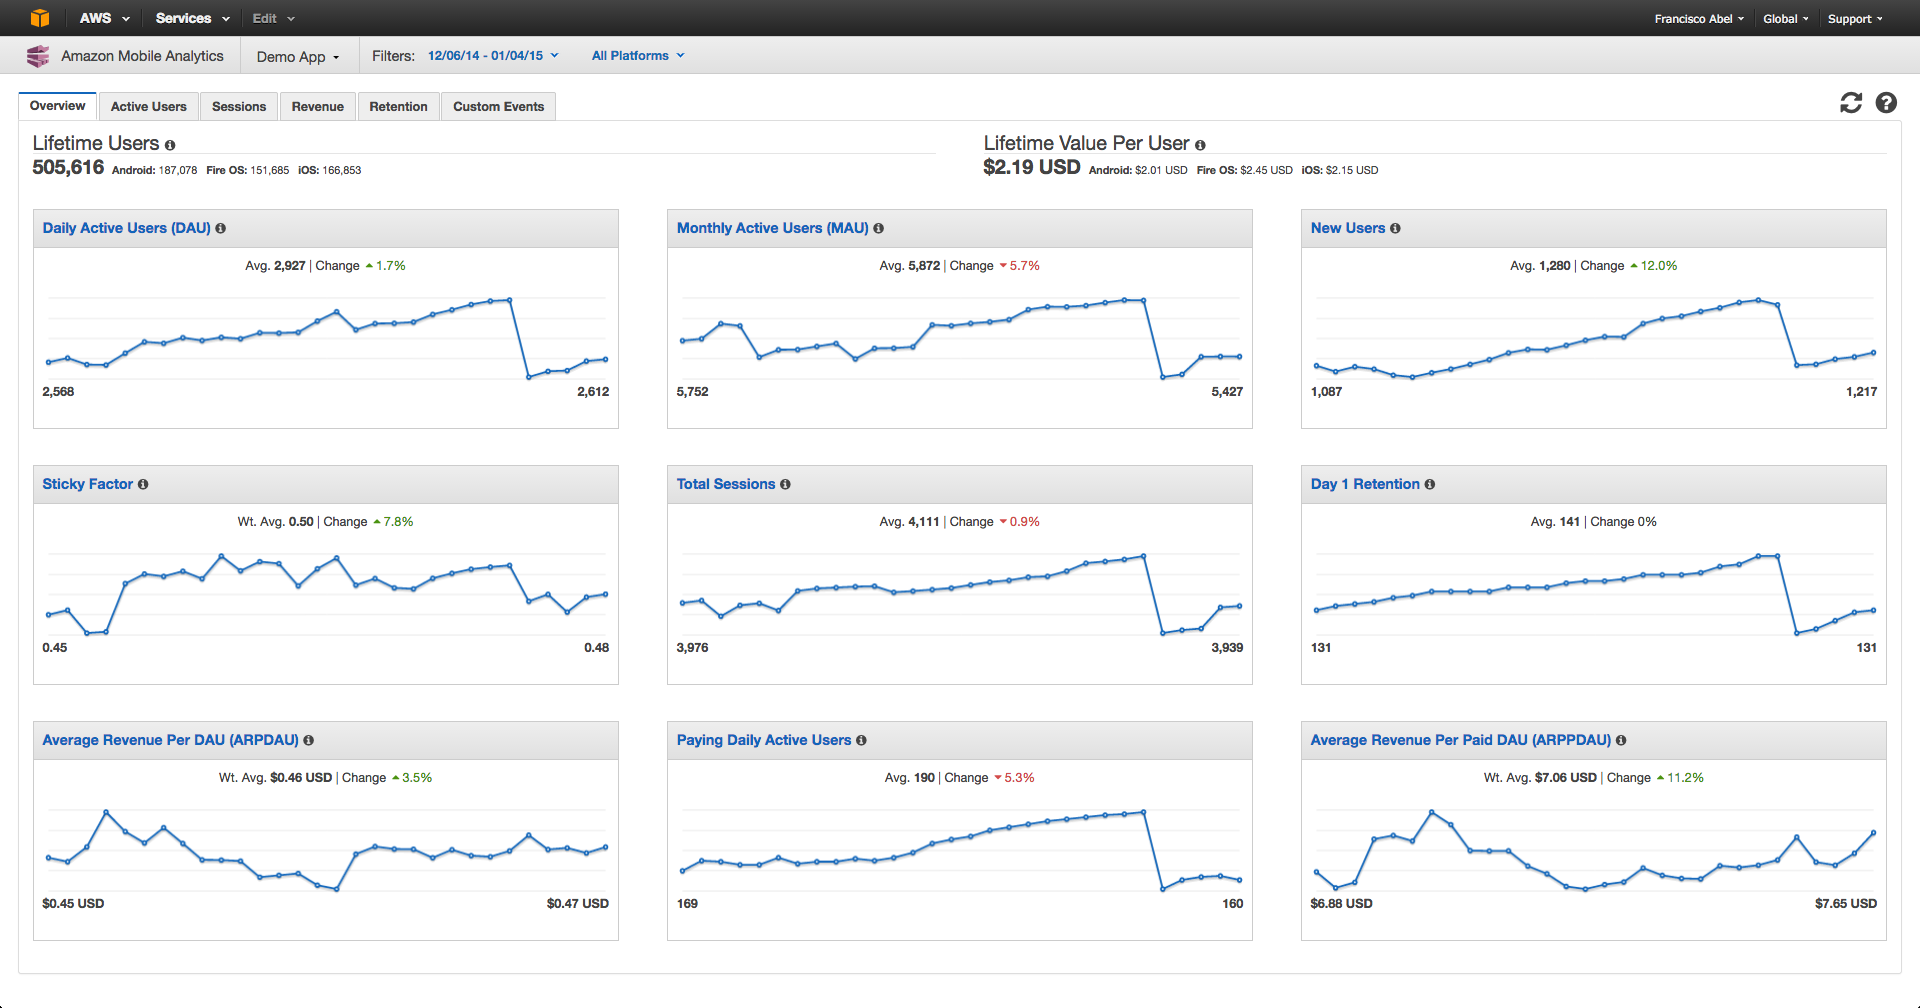 AWS Services Edit Francisco Abel Global Support
Amazon Mobile Analytics Demo App Filters: 12/06/14 - 01/04/15 All Platforms
Overview Active Users Sessions Revenue Retention Custom Events
Lifetime Users
505,616 Android: 187,078 Fire OS: 151,685 iOS: 166,853
Lifetime Value Per User
$2.19 USD Android: $2.01 USD Fire OS: $2.45 USD iOS: $2.15 USD
Daily Active Users (DAU)
Avg. 2,927 | Change 1.7%
2,568 2,612
Monthly Active Users (MAU)
Avg. 5,872 | Change 5.7%
5,752 5,427
New Users
Avg. 1,280 | Change 12.0%
1,087 1,217
Sticky Factor
Wt. Avg. 0.50 | Change 7.8%
0.45 0.48
Total Sessions
Avg. 4,111 | Change 0.9%
3,976 3,939
Day 1 Retention
Avg. 141 | Change 0%
131 131
Average Revenue Per DAU (ARPDAU)
Wt. Avg. $0.46 USD | Change 3.5%
$0.45 USD $0.47 USD
Paying Daily Active Users
Avg. 190 | Change 5.3%
169 160
Average Revenue Per Paid DAU (ARPPDAU)
Wt. Avg. $7.06 USD | Change 11.2%
$6.88 USD $7.65 USD